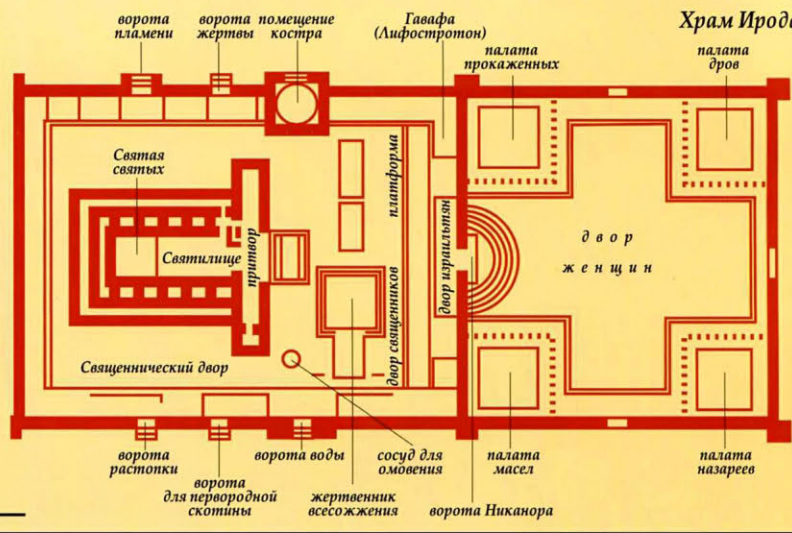 Храм Ирода
ворота
пламени
ворота
жертвы
помещение
костра
Гавафа
(Лифостротон)
палата
прокаженных
палата
дров
Святая
святых
Святилище
притвор
платформа
двор священников
двор израильтян
двор
женщин
Священнический двор
ворота
растопки
ворота
для первородной
скотины
ворота воды
жертвенник
всесожжения
сосуд для
омовения
ворота Никанора
палата
масел
палата
назареев